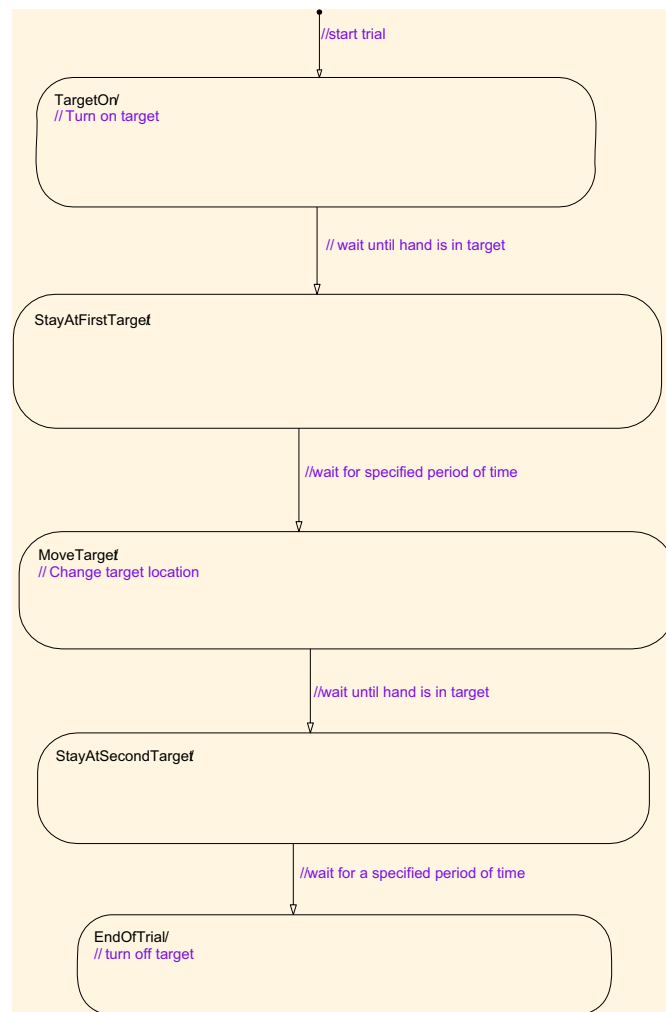 //start trial
TargetOn/
// Turn on target
// wait until hand is in target
StayAtFirstTarget/
//wait for specified period of time
MoveTarget/
// Change target location
//wait until hand is in target
StayAtSecondTarget/
//wait for a specified period of time
EndOfTrial/
// turn off target